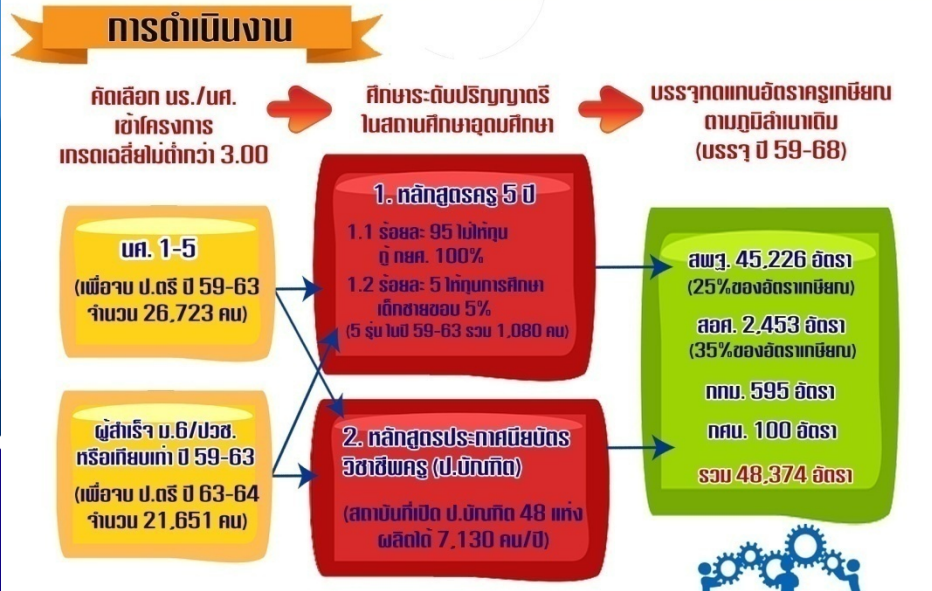 การดำเนินงาน
คัดเลือก นร./นศ.
เข้าโครงการ
เกรดเฉลี่ยไม่ต่ำกว่า 3.00
ศึกษาระดับปริญญาตรี
ในสถานศึกษาอุดมศึกษา
บรรจุทดแทนอัตราครูเกษียณ
ตามภูมิลำเนาเดิม
(บรรจุ ปี 59-68)
นศ. 1-5
(เพื่อจบ ป.ตรี ปี 59-63
จำนวน 26,723 คน)
ผู้สำเร็จ ม.6/ปวช.
หรือเทียบเท่า ปี 59-63
(เพื่อจบ ป.ตรี ปี 63-64
จำนวน 21,651 คน)
1. หลักสูตรครู 5 ปี
1.1 ร้อยละ 95 ไม่ให้ทุน
กู้ กยศ. 100%
1.2 ร้อยละ 5 ให้ทุนการศึกษา
เด็กชายขอบ 5%
(5 รุ่น ในปี 59-63 รวม 1,080 คน)
2. หลักสูตรประกาศนียบัตร
วิชาชีพครู (ป.บัณฑิต)
(สถาบันที่เปิด ป.บัณฑิต 48 แห่ง
ผลิตได้ 7,130 คน/ปี)
สพฐ. 45,226 อัตรา
(25%ของอัตราเกษียณ)
สอศ. 2,453 อัตรา
(35%ของอัตราเกษียณ)
กทม. 595 อัตรา
กศน. 100 อัตรา
รวม 48,374 อัตรา